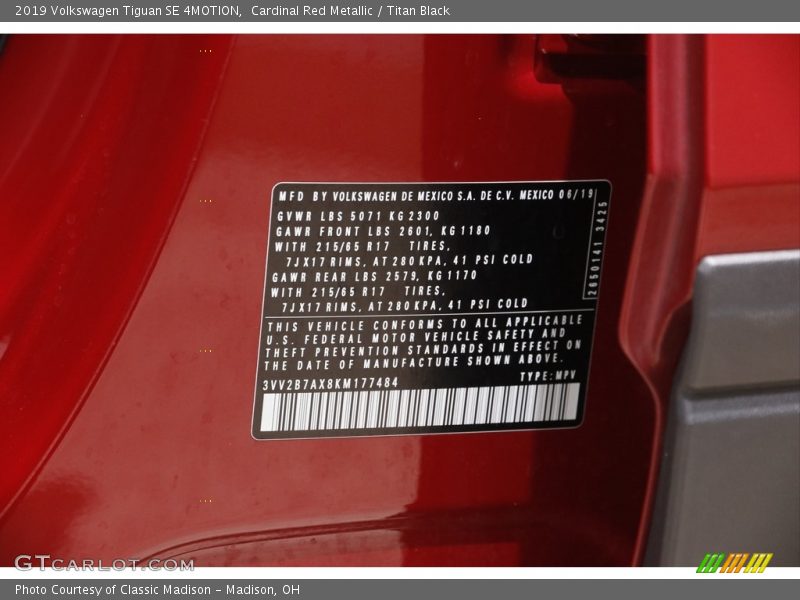 2019 Volkswagen Tiguan SE 4MOTION, Cardinal Red Metallic / Titan Black
MFD BY VOLKSWAGEN DE MEXICO S.A. DE C.V. MEXICO 06/19
GVWR LBS 5071 KG 2300
GAWR FRONT LBS 2601, KG 1180
WITH 215/65 R17 TIRES,
7JX17 RIMS, AT 280 KPA, 41 PSI COLD
GAWR REAR LBS 2579, KG 1170
WITH 215/65 R17 TIRES,
7JX17 RIMS, AT 280 KPA, 41 PSI COLD
2650141 3425
THIS VEHICLE CONFORMS TO ALL APPLICABLE
U.S. FEDERAL MOTOR VEHICLE SAFETY AND
THEFT PREVENTION STANDARDS IN EFFECT ON
THE DATE OF MANUFACTURE SHOWN ABOVE.
3VV2B7AX8KM177484 TYPE: MPV
GTcarlot.com
Photo Courtesy of Classic Madison - Madison, OH